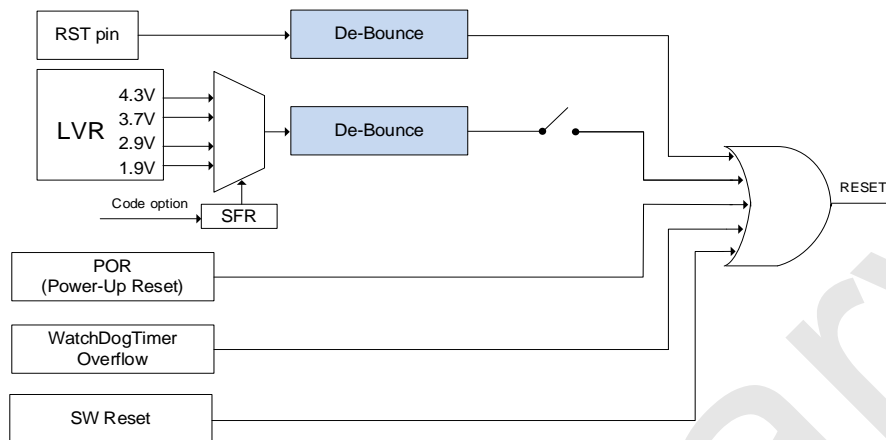 RST pin
De-Bounce
LVR
4.3V
3.7V
2.9V
1.9V
De-Bounce
Code option
SFR
RESET
POR
(Power-Up Reset)
WatchDogTimer
Overflow
SW Reset